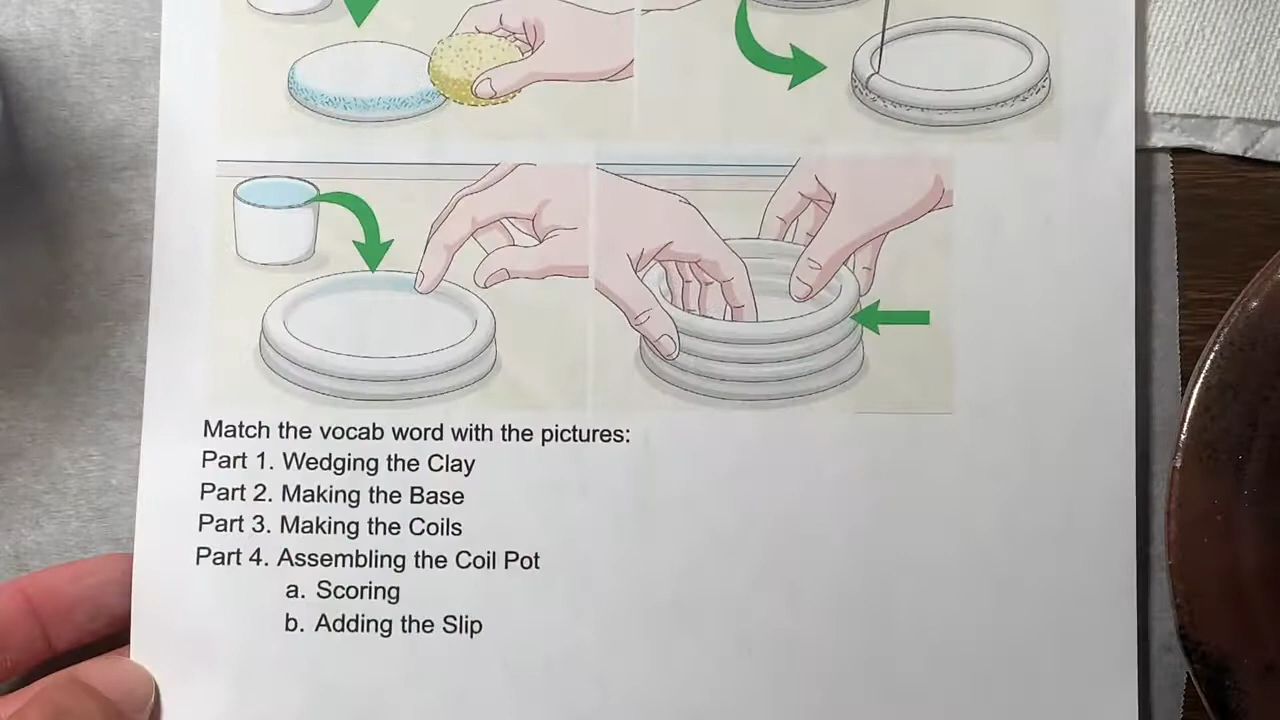 Match the vocab word with the pictures:
Part 1. Wedging the Clay
Part 2. Making the Base
Part 3. Making the Coils
Part 4. Assembling the Coil Pot
a. Scoring
b. Adding the Slip